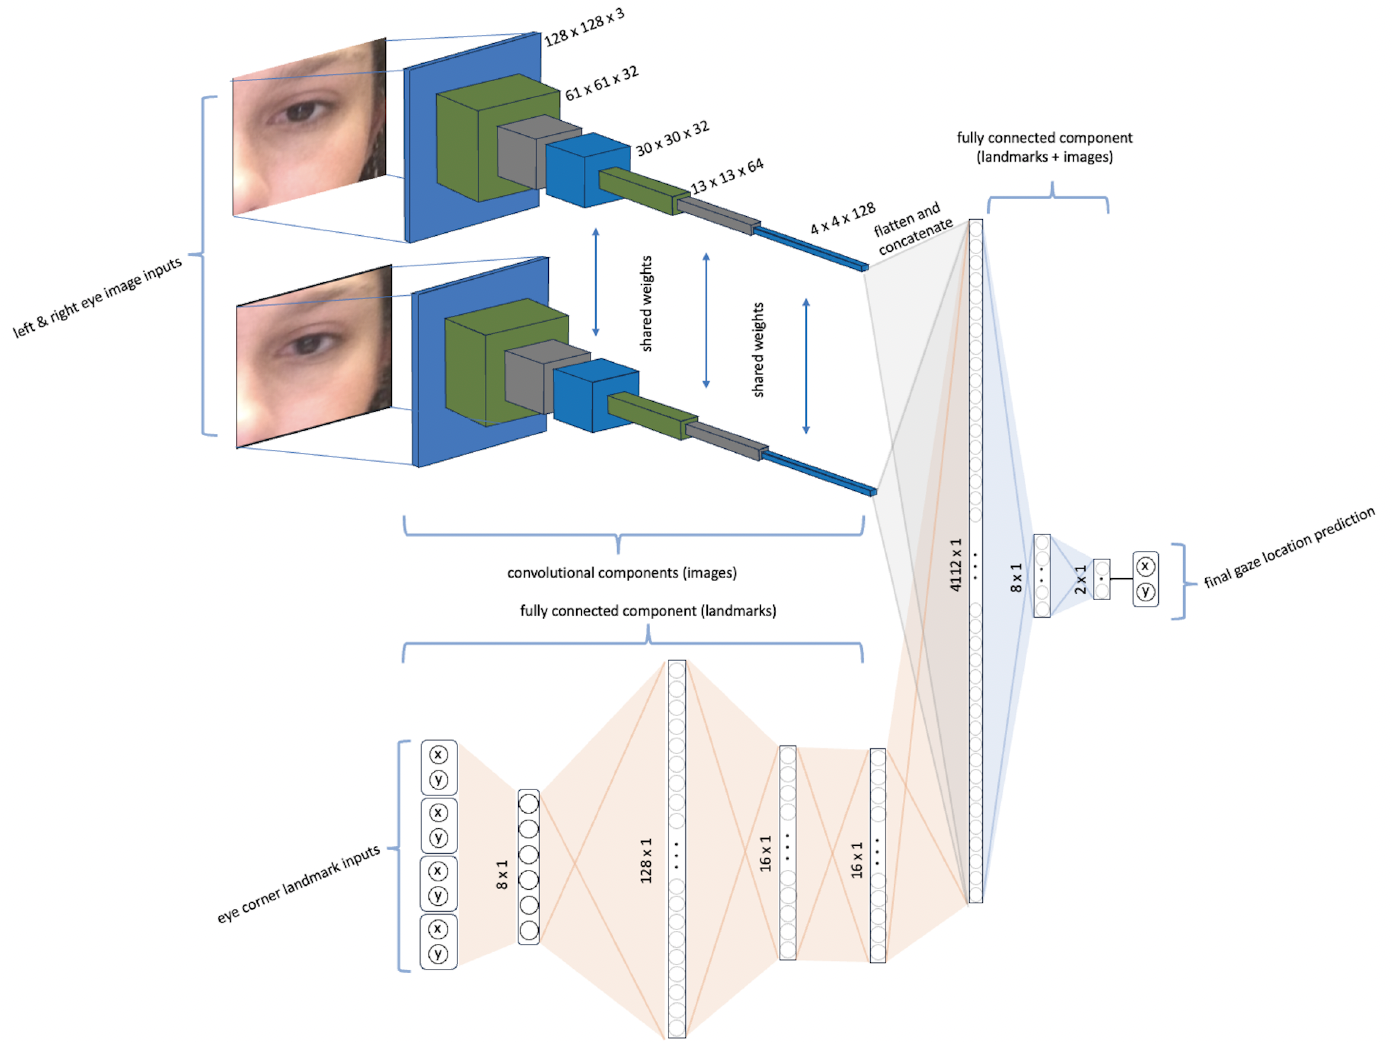 128 x 128 x 3
61 x 61 x 32
30 x 30 x 32
13 x 13 x 64
4 x 4 x 128
flatten and
concatenate
fully connected component
(landmarks + images)
left & right eye image inputs
shared weights
shared weights
convolutional components (images)
fully connected component (landmarks)
4112 x 1
8 x 1
2 x 1
x
y
final gaze location prediction
eye corner landmark inputs
x
y
x
y
x
y
x
y
8 x 1
128 x 1
16 x 1
16 x 1